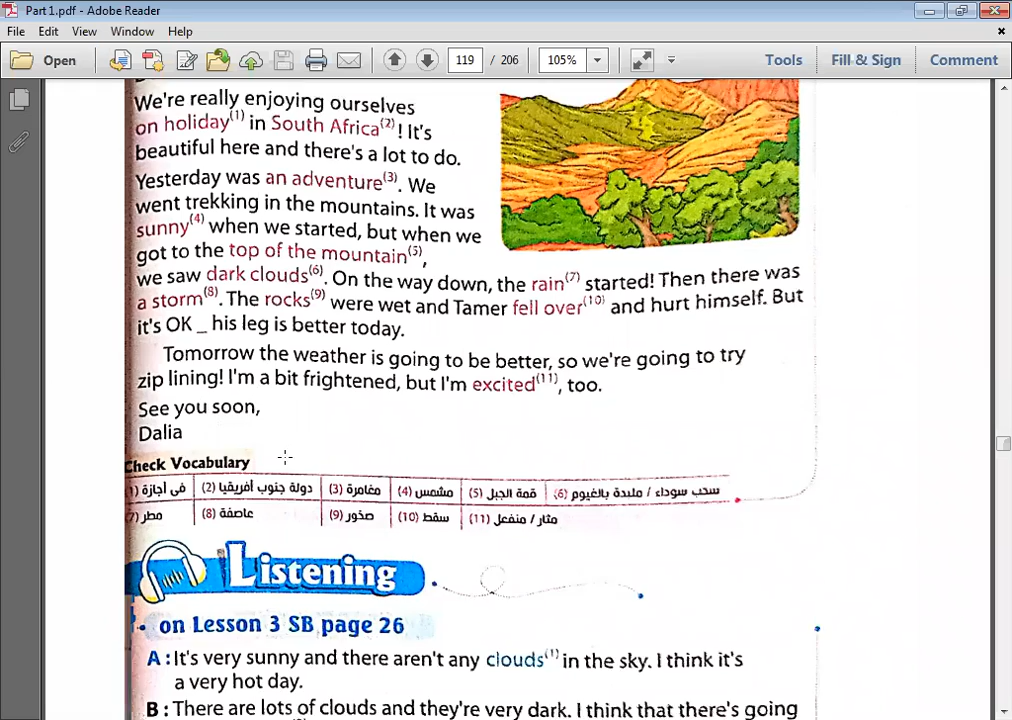 Part 1.pdf - Adobe Reader
File Edit View Window Help
Open 119 / 206 105% Tools Fill & Sign Comment
We're really enjoying ourselves
on holiday(1) in South Africa(2)! It's
beautiful here and there's a lot to do.
Yesterday was an adventure(3). We
went trekking in the mountains. It was
sunny(4) when we started, but when we
got to the top of the mountain(5),
we saw dark clouds(6). On the way down, the rain(7) started! Then there was
a storm(8). The rocks(9) were wet and Tamer fell over(10) and hurt himself. But
it's OK _ his leg is better today.
Tomorrow the weather is going to be better, so we're going to try
zip lining! I'm a bit frightened, but I'm excited(11), too.
See you soon,
Dalia
Check Vocabulary
(1) فى أجازة (2) دولة جنوب أفريقيا (3) مغامرة (4) مشمس (5) قمة الجبل (6) سحب سوداء / ملبدة بالغيوم
(7) مطر (8) عاصفة (9) صخور (10) سقط (11) مثار / منفعل
Listening
on Lesson 3 SB page 26
A : It's very sunny and there aren't any clouds(1) in the sky. I think it's
a very hot day.
B : There are lots of clouds and they're very dark. I think that there's going